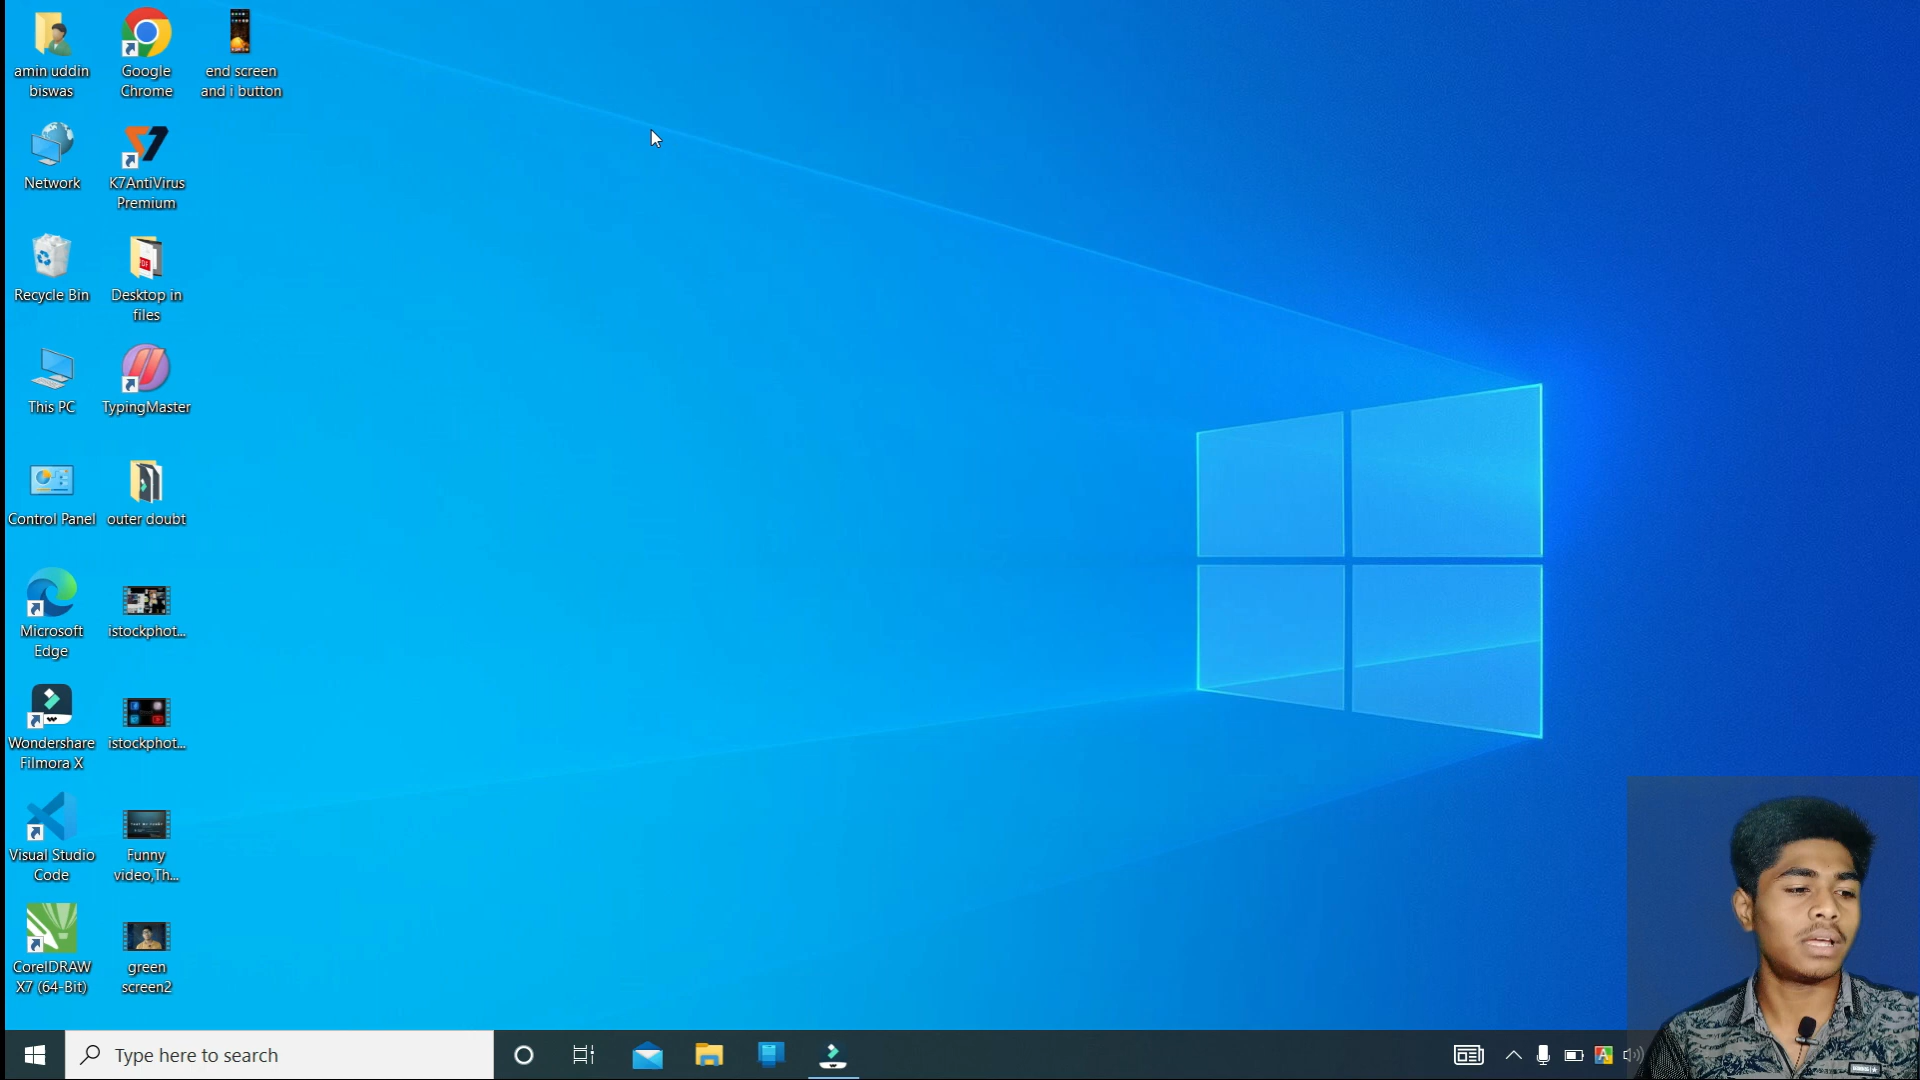 amin uddin
biswas
Google
Chrome
end screen
and i button
Network
K7AntiVirus
Premium
Recycle Bin
Desktop in
files
This PC
TypingMaster
Control Panel
outer doubt
Microsoft
Edge
istockphot...
Wondershare
Filmora X
istockphot...
Visual Studio
Code
Funny
video,Th...
CorelDRAW
X7 (64-Bit)
green
screen2
Type here to search